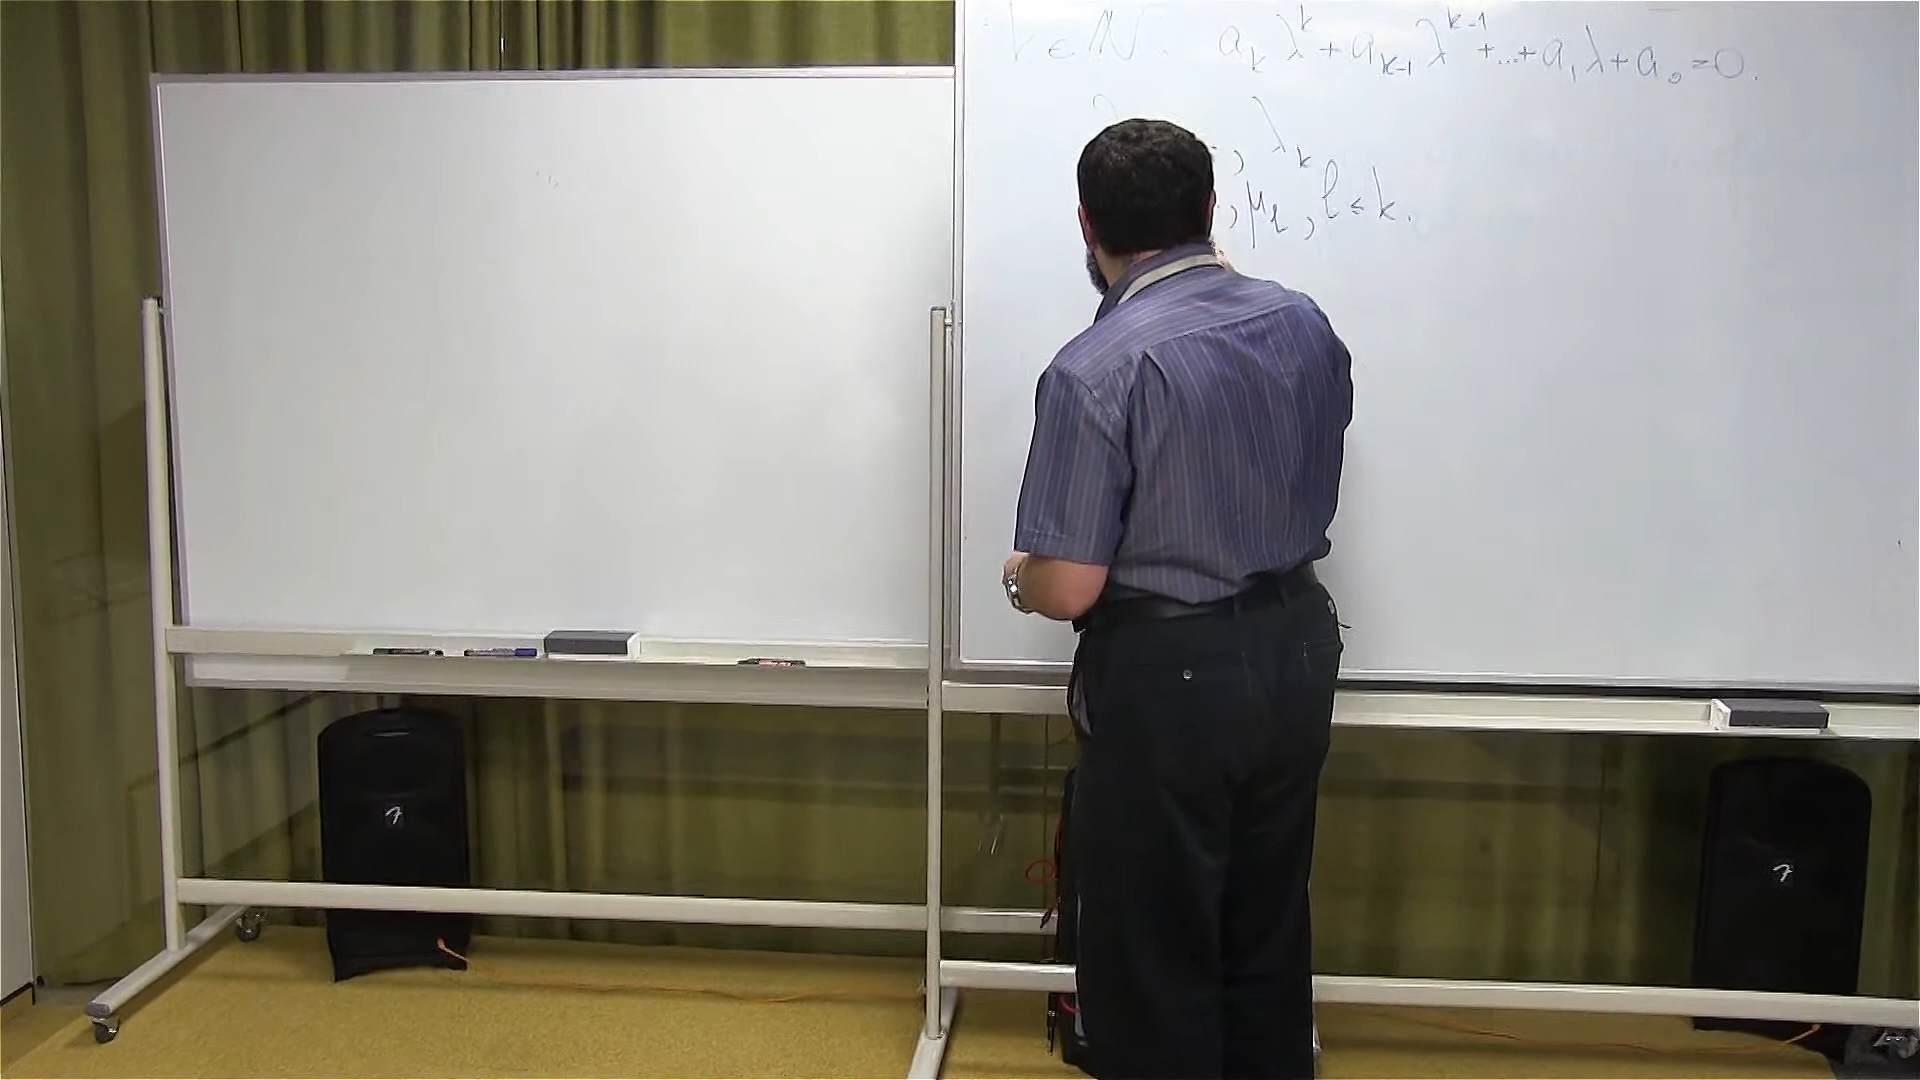 k ∈ ℕ. a_k λ^k + a_{k-1} λ^{k-1} + ... + a_1 λ + a_0 = 0.
, λ_k
, μ_l, l ≤ k.